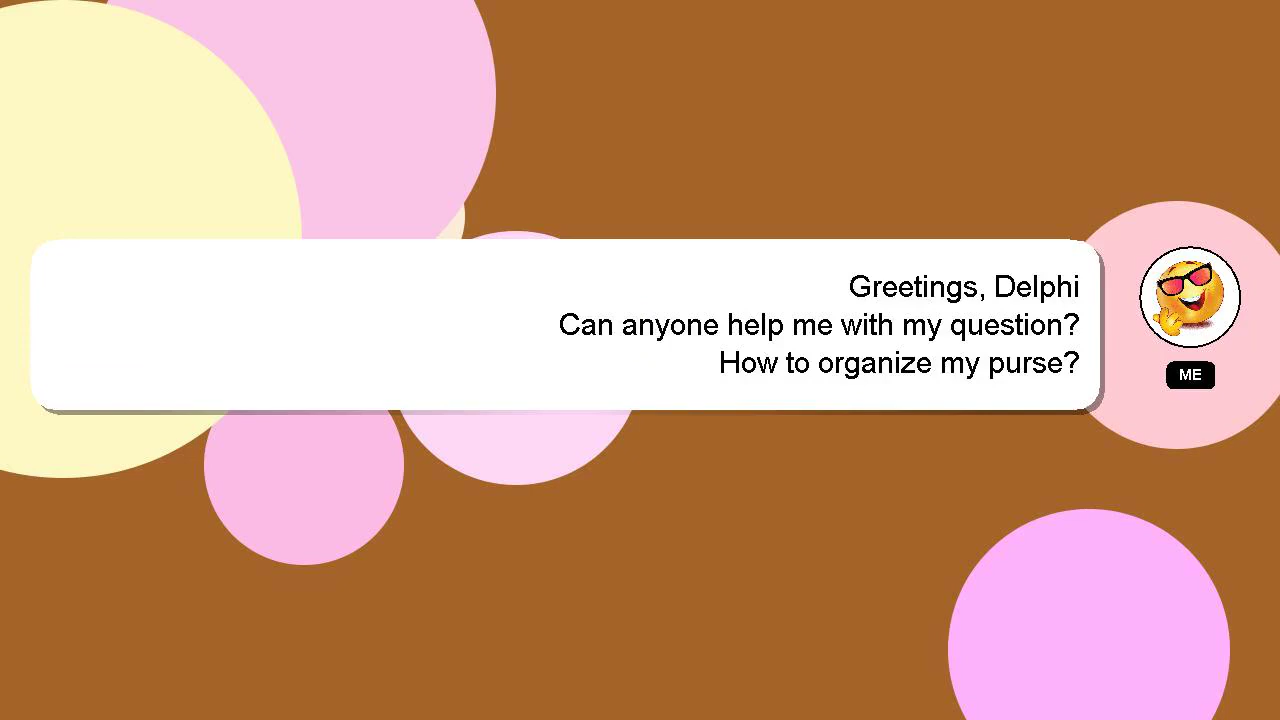 Greetings, Delphi
Can anyone help me with my question?
How to organize my purse?
ME